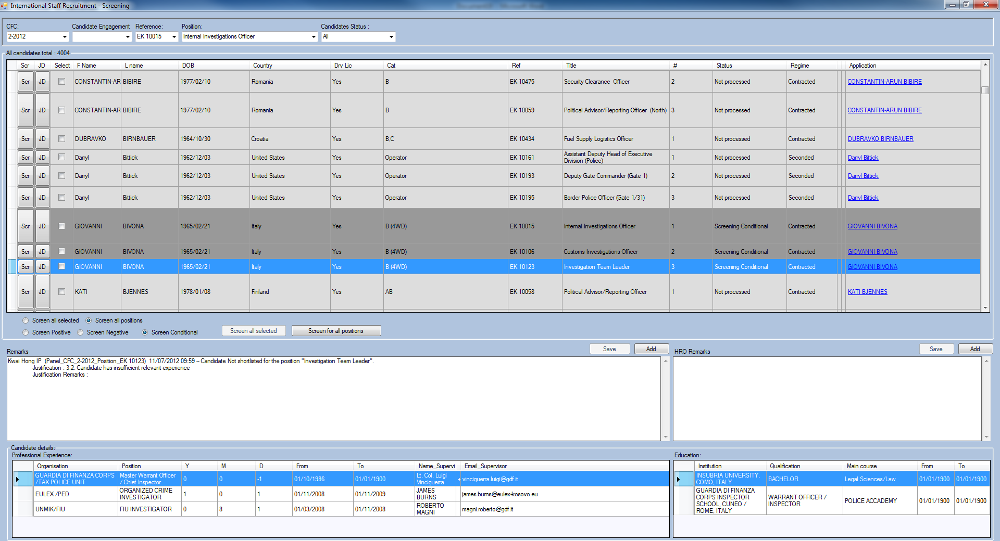 International Staff Recruitment - Screening
CFC: Candidate Engagement Reference: Position: Candidates Status :
2-2012 EK 10015 Internal Investigations Officer All
All candidates total : 4004
Scr JD Select F Name L name DOB Country Drv Lic Cat Ref Title # Status Regime Application
Scr JD CONSTANTIN-AR BIBIRE 1977/02/10 Romania Yes B EK 10475 Security Clearance Officer 2 Not processed Contracted CONSTANTIN-ARUN BIBIRE
Scr JD CONSTANTIN-AR BIBIRE 1977/02/10 Romania Yes B EK 10059 Political Advisor/Reporting Officer (North) 3 Not processed Contracted CONSTANTIN-ARUN BIBIRE
Scr JD DUBRAVKO BIRNBAUER 1964/10/30 Croatia Yes B,C EK 10434 Fuel Supply Logistics Officer 1 Not processed Contracted DUBRAVKO BIRNBAUER
Scr JD Darryl Bittick 1962/12/03 United States Yes Operator EK 10161 Assistant Deputy Head of Executive Division (Police) 1 Not processed Seconded Darryl Bittick
Scr JD Darryl Bittick 1962/12/03 United States Yes Operator EK 10193 Deputy Gate Commander (Gate 1) 2 Not processed Seconded Darryl Bittick
Scr JD Darryl Bittick 1962/12/03 United States Yes Operator EK 10195 Border Police Officer (Gate 1/31) 3 Not processed Seconded Darryl Bittick
Scr JD GIOVANNI BIVONA 1965/02/21 Italy Yes B (4WD) EK 10015 Internal Investigations Officer 1 Screening Conditional Contracted GIOVANNI BIVONA
Scr JD GIOVANNI BIVONA 1965/02/21 Italy Yes B (4WD) EK 10106 Customs Investigations Officer 2 Screening Conditional Contracted GIOVANNI BIVONA
Scr JD GIOVANNI BIVONA 1965/02/21 Italy Yes B (4WD) EK 10123 Investigation Team Leader 3 Screening Conditional Contracted GIOVANNI BIVONA
Scr JD KATI BJENNES 1978/01/08 Finland Yes AB EK 10058 Political Advisor/Reporting Officer 1 Not processed Contracted KATI BJENNES
Screen all selected Screen all positions
Screen Positive Screen Negative Screen Conditional Screen all selected Screen for all positions
Remarks Save Add HRO Remarks Save Add
Kwai Hong IP (Panel_CFC_2-2012_Position_EK 10123) 11/07/2012 09:59 -- Candidate Not shortlisted for the position "Investigation Team Leader".
Justification : 3.2. Candidate has insufficient relevant experience
Justification Remarks :
Candidate details:
Professional Experience:
Organisation Position Y M D From To Name_Supervi Email_Supervisor
GUARDIA DI FINANZA CORPS /TAX POLICE UNIT Master Warrant Officer / Chief Inspector 0 0 -1 01/10/1986 01/01/1900 Lt. Col. Luigi Vinciguerra + vinciguerra.luigi@gdf.it
EULEX /PED ORGANIZED CRIME INVESTIGATOR 1 0 1 01/11/2008 01/11/2009 JAMES BURNS james.burns@eulex-kosovo.eu
UNMIK/FIU FIU INVESTIGATOR 0 8 1 01/03/2008 01/11/2008 ROBERTO MAGNI magni.roberto@gdf.it
Education:
Institution Qualification Main course From To
INSUBRIA UNIVERSITY, COMO, ITALY BACHELOR Legal Sciences/Law 01/01/1900 01/01/1900
GUARDIA DI FINANZA CORPS INSPECTOR SCHOOL, CUNEO / ROME, ITALY WARRANT OFFICER / INSPECTOR POLICE ACCADEMY 01/01/1900 01/01/1900